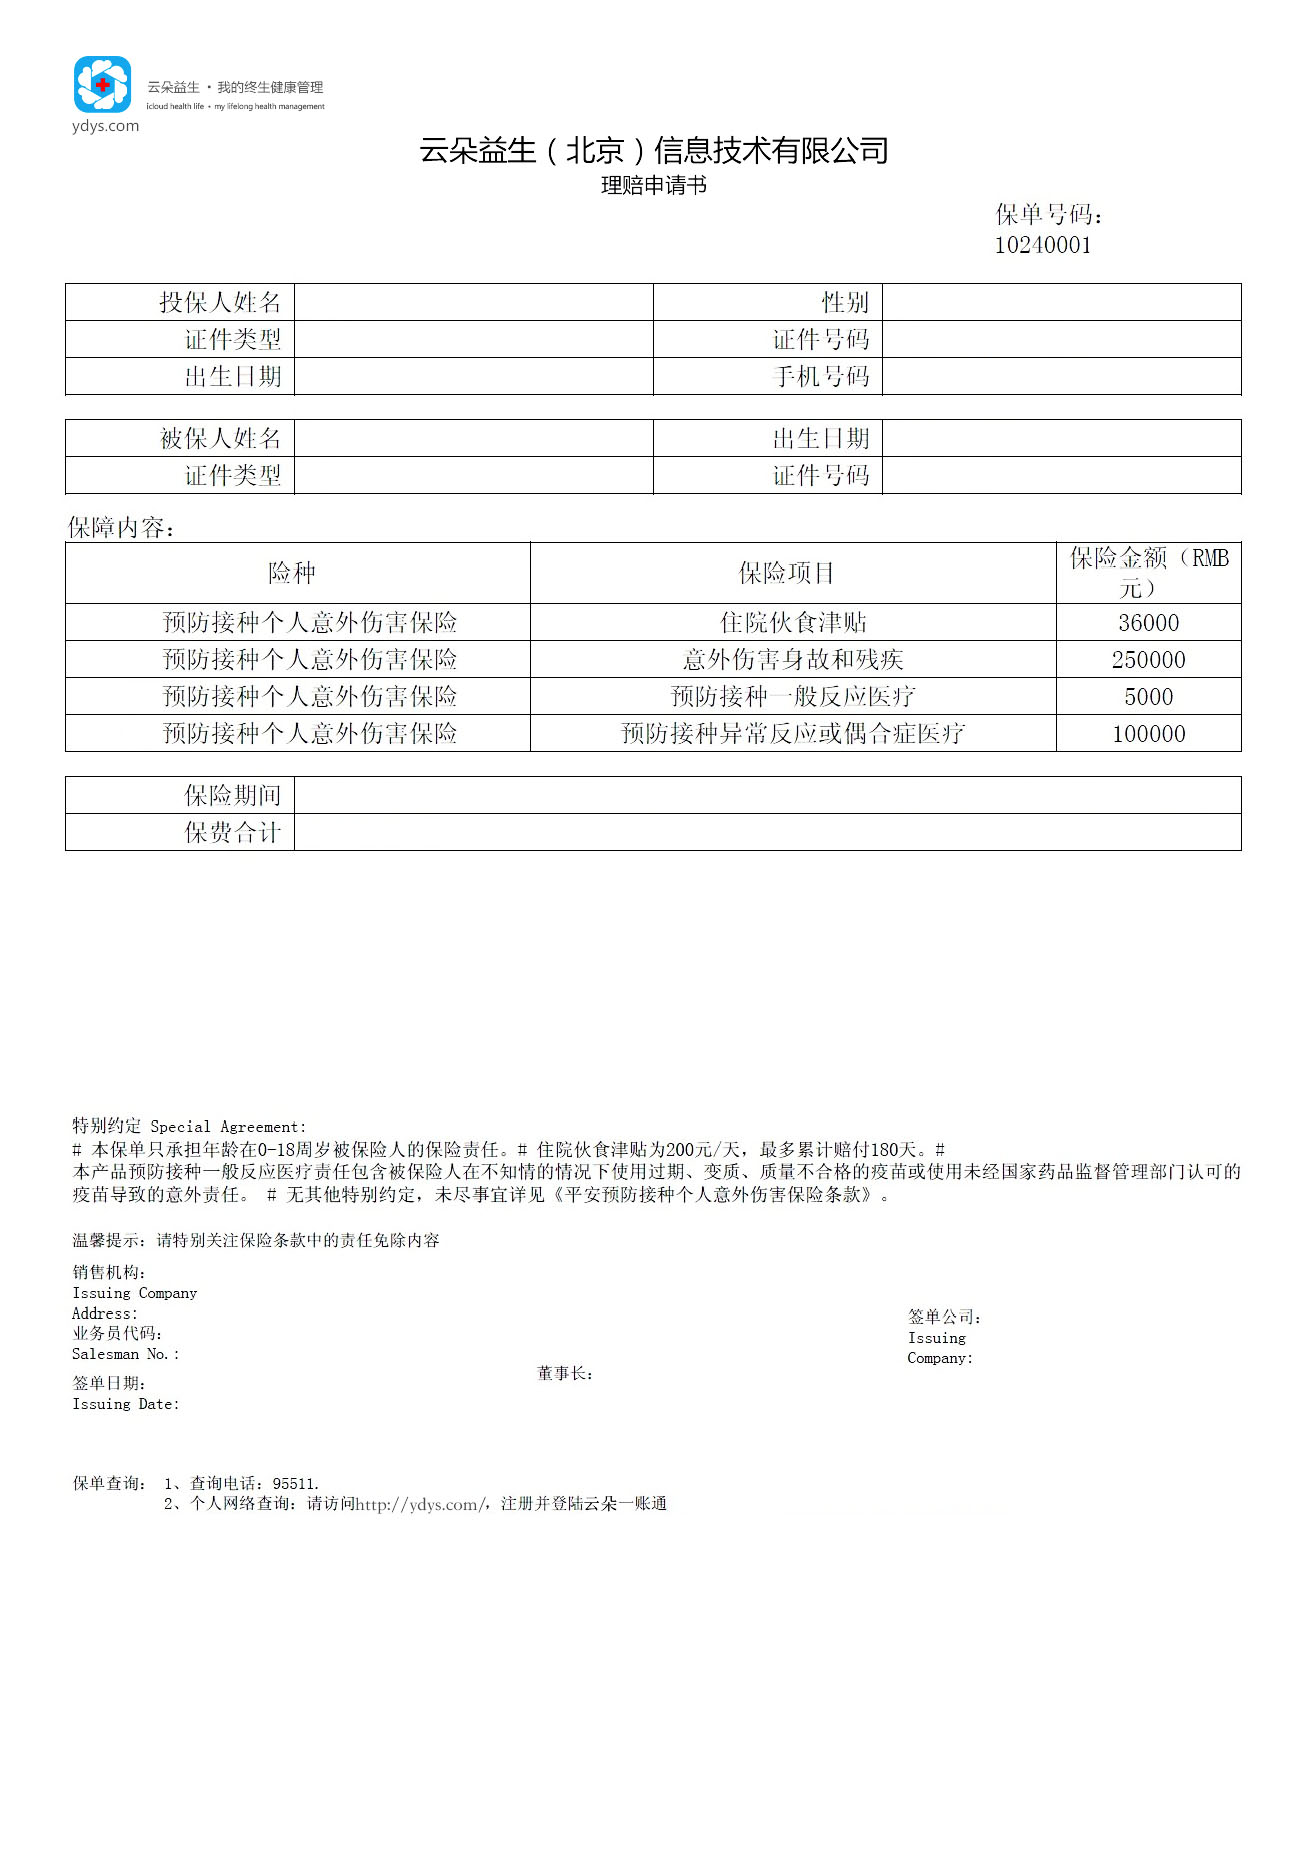 云朵益生·我的终生健康管理
icloud health life + my lifelong health management
ydys.com
云朵益生（北京）信息技术有限公司
理赔申请书
保单号码：
10240001
投保人姓名 性别
证件类型 证件号码
出生日期 手机号码
被保人姓名 出生日期
证件类型 证件号码
保障内容：
险种 保险项目 保险金额（RMB
元）
预防接种个人意外伤害保险 住院伙食津贴 36000
预防接种个人意外伤害保险 意外伤害身故和残疾 250000
预防接种个人意外伤害保险 预防接种一般反应医疗 5000
预防接种个人意外伤害保险 预防接种异常反应或偶合症医疗 100000
保险期间
保费合计
特别约定 Special Agreement:
# 本保单只承担年龄在0-18周岁被保险人的保险责任。# 住院伙食津贴为200元/天，最多累计赔付180天。#
本产品预防接种一般反应医疗责任包含被保险人在不知情的情况下使用过期、变质、质量不合格的疫苗或使用未经国家药品监督管理部门认可的
疫苗导致的意外责任。 # 无其他特别约定，未尽事宜详见《平安预防接种个人意外伤害保险条款》。
温馨提示：请特别关注保险条款中的责任免除内容
销售机构：
Issuing Company
Address:
业务员代码：
Salesman No.:
签单日期：
Issuing Date:
董事长：
签单公司：
Issuing
Company:
保单查询： 1、查询电话：95511.
2、个人网络查询：请访问http://ydys.com/，注册并登陆云朵一账通